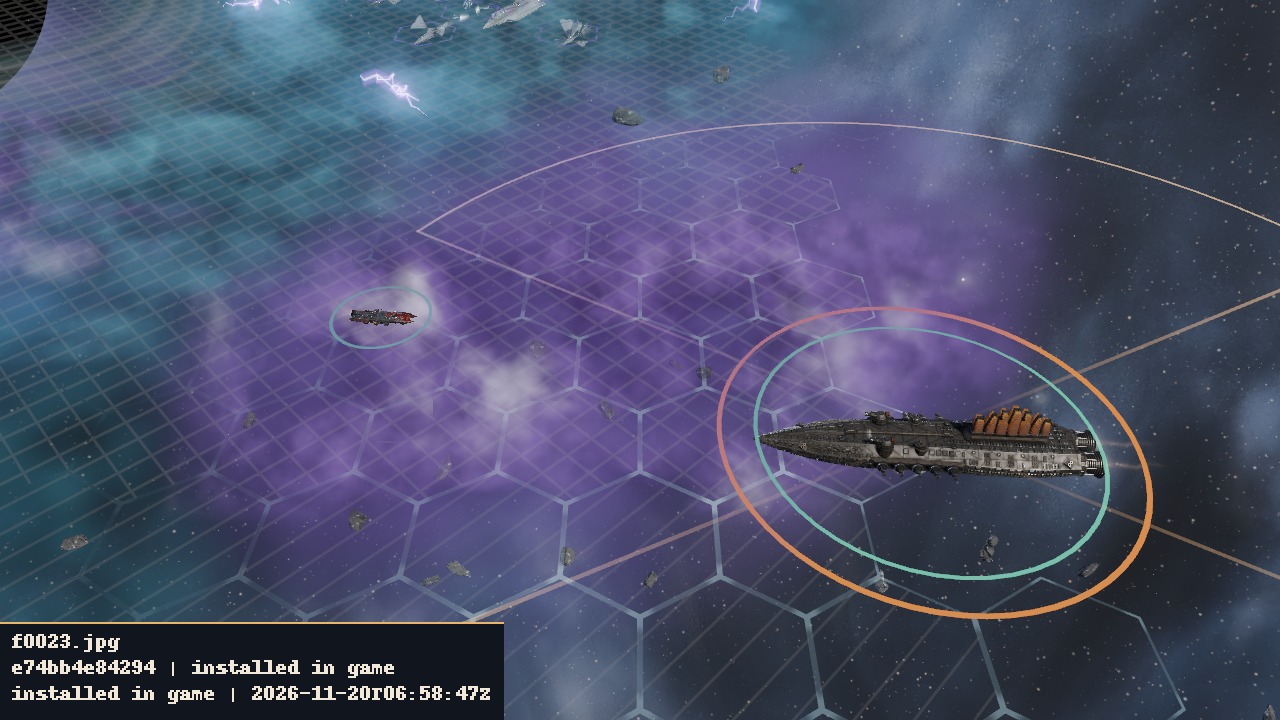 f0023.jpg
e74bb4e84294 | installed in game
installed in game | 2026-11-20T06:58:47Z